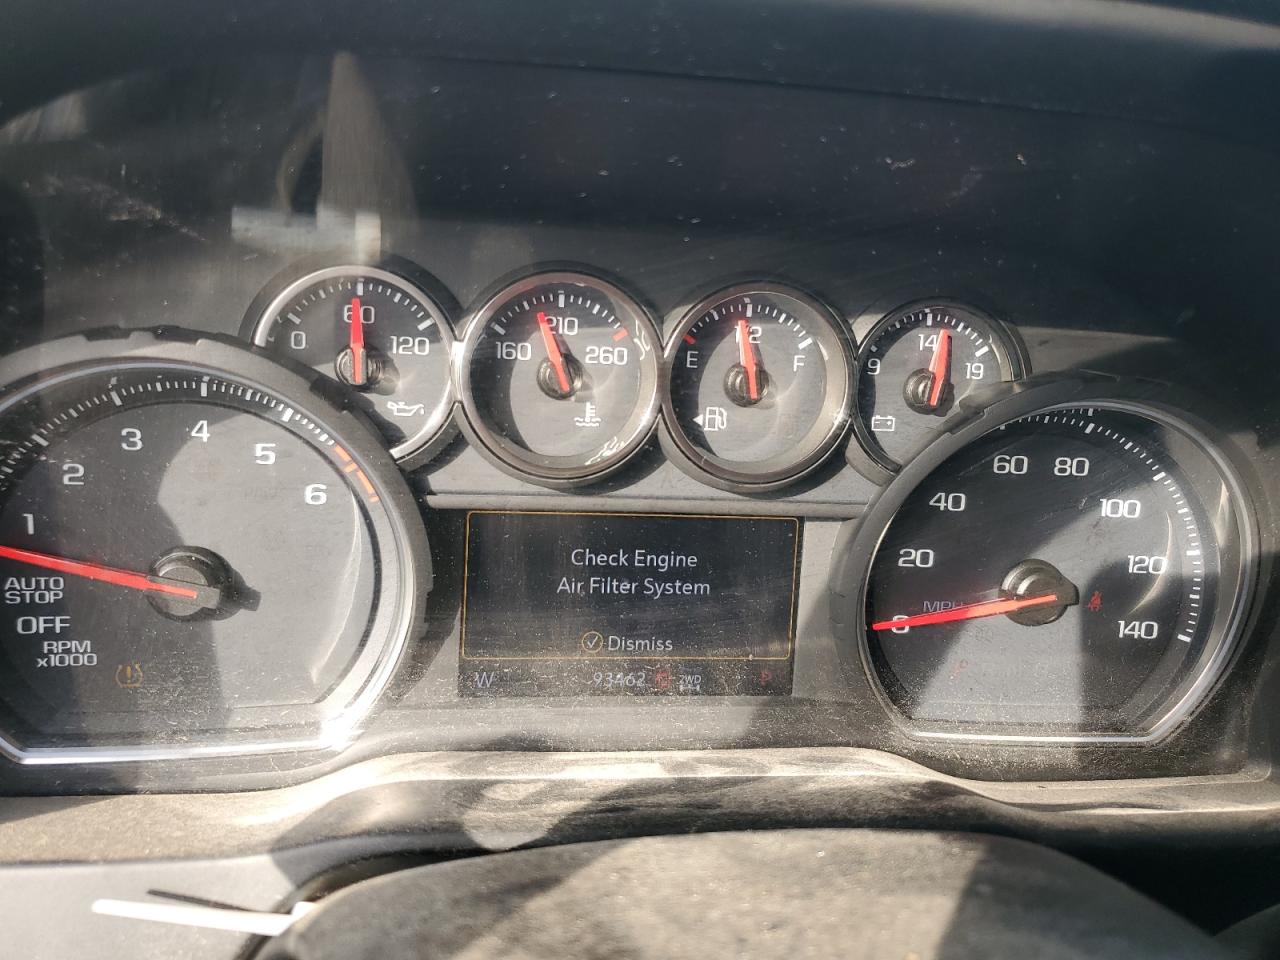 0 60 120
160 210 260
E 1/2 F
9 14 19
1 2 3 4 5 6
AUTO
STOP
OFF
RPM
x1000
Check Engine
Air Filter System
Dismiss
W 93462 2WD P
0 20 40 60 80 100 120 140
MPH